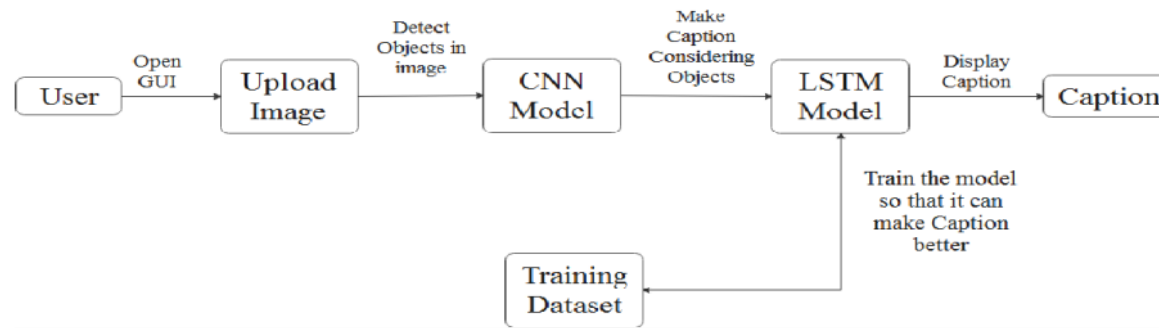 User
Open
GUI
Upload
Image
Detect
Objects in
image
CNN
Model
Make
Caption
Considering
Objects
LSTM
Model
Display
Caption
Caption
Train the model
so that it can
make Caption
better
Training
Dataset